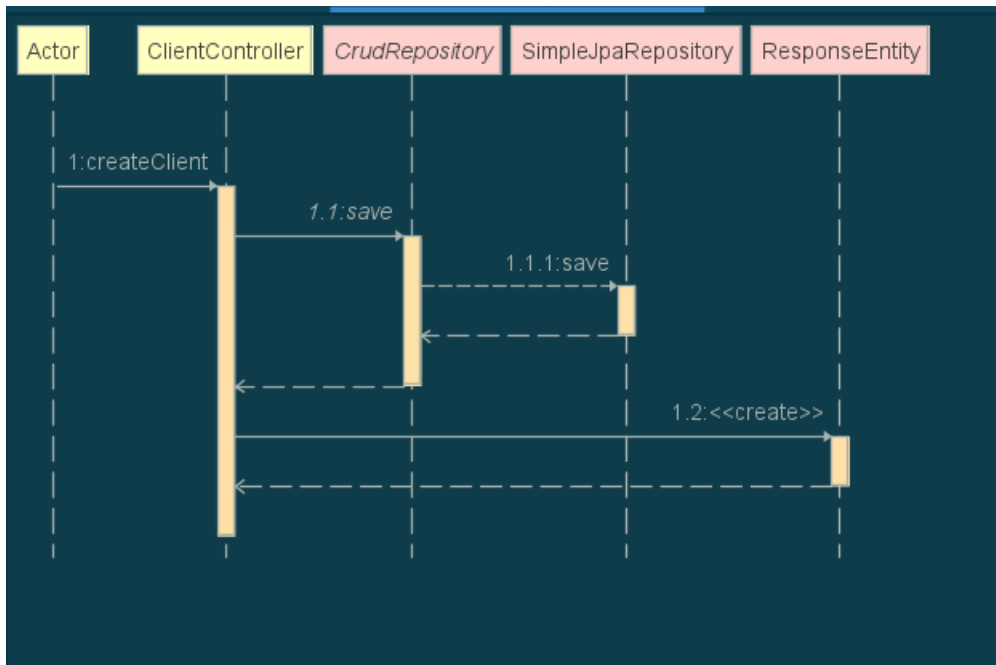 Actor
ClientController
CrudRepository
SimpleJpaRepository
ResponseEntity
1:createClient
1.1:save
1.1.1:save
1.2:<<create>>